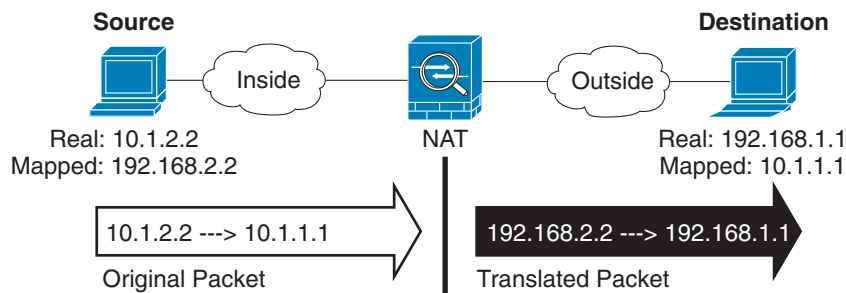 Source
Destination
Inside
Outside
Real: 10.1.2.2
Mapped: 192.168.2.2
NAT
Real: 192.168.1.1
Mapped: 10.1.1.1
10.1.2.2 ---> 10.1.1.1
192.168.2.2 ---> 192.168.1.1
Original Packet
Translated Packet